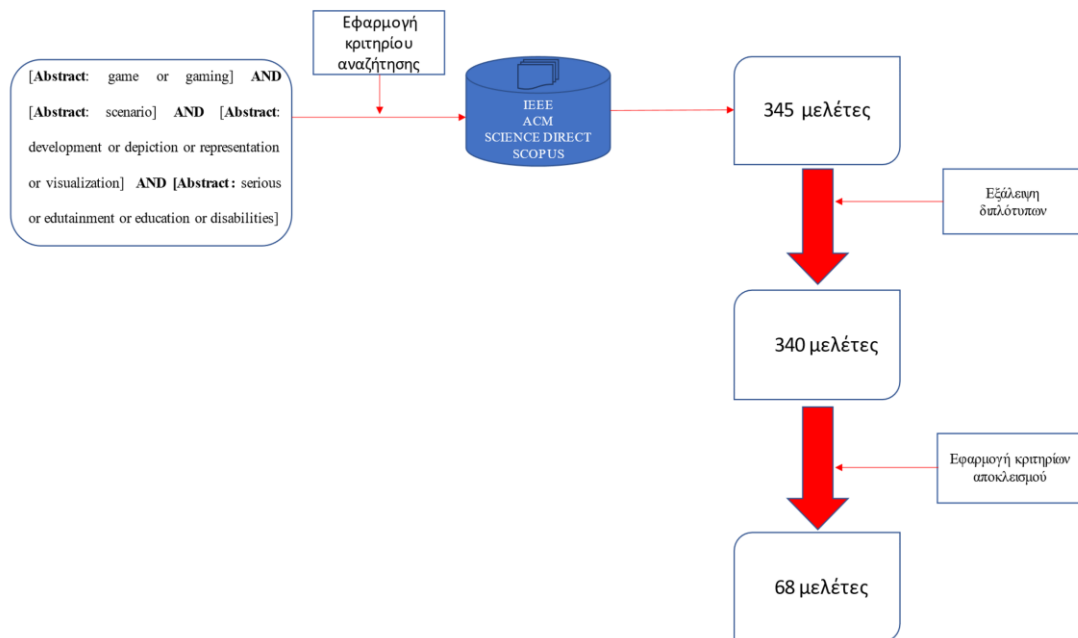 [Abstract: game or gaming] AND
[Abstract: scenario] AND [Abstract:
development or depiction or representation
or visualization] AND [Abstract : serious
or edutainment or education or disabilities]
Εφαρμογή
κριτηρίου
αναζήτησης
IEEE
ACM
SCIENCE DIRECT
SCOPUS
345 μελέτες
Εξάλειψη
διπλότυπων
340 μελέτες
Εφαρμογή κριτηρίων
αποκλεισμού
68 μελέτες